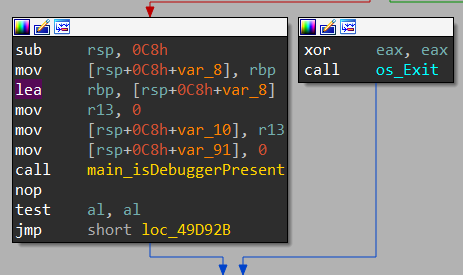 sub rsp, 0C8h
mov [rsp+0C8h+var_8], rbp
lea rbp, [rsp+0C8h+var_8]
mov r13, 0
mov [rsp+0C8h+var_10], r13
mov [rsp+0C8h+var_91], 0
call main_isDebuggerPresent
nop
test al, al
jmp short loc_49D92B
xor eax, eax
call os_Exit